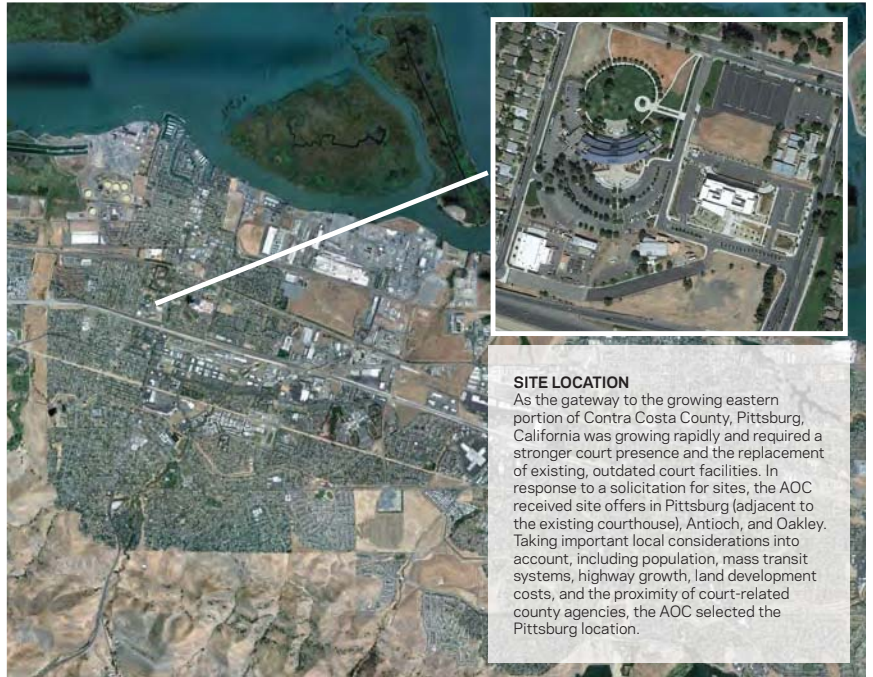 SITE LOCATION
As the gateway to the growing eastern
portion of Contra Costa County, Pittsburg,
California was growing rapidly and required a
stronger court presence and the replacement
of existing, outdated court facilities. In
response to a solicitation for sites, the AOC
received site offers in Pittsburg (adjacent to
the existing courthouse), Antioch, and Oakley.
Taking important local considerations into
account, including population, mass transit
systems, highway growth, land development
costs, and the proximity of court-related
county agencies, the AOC selected the
Pittsburg location.